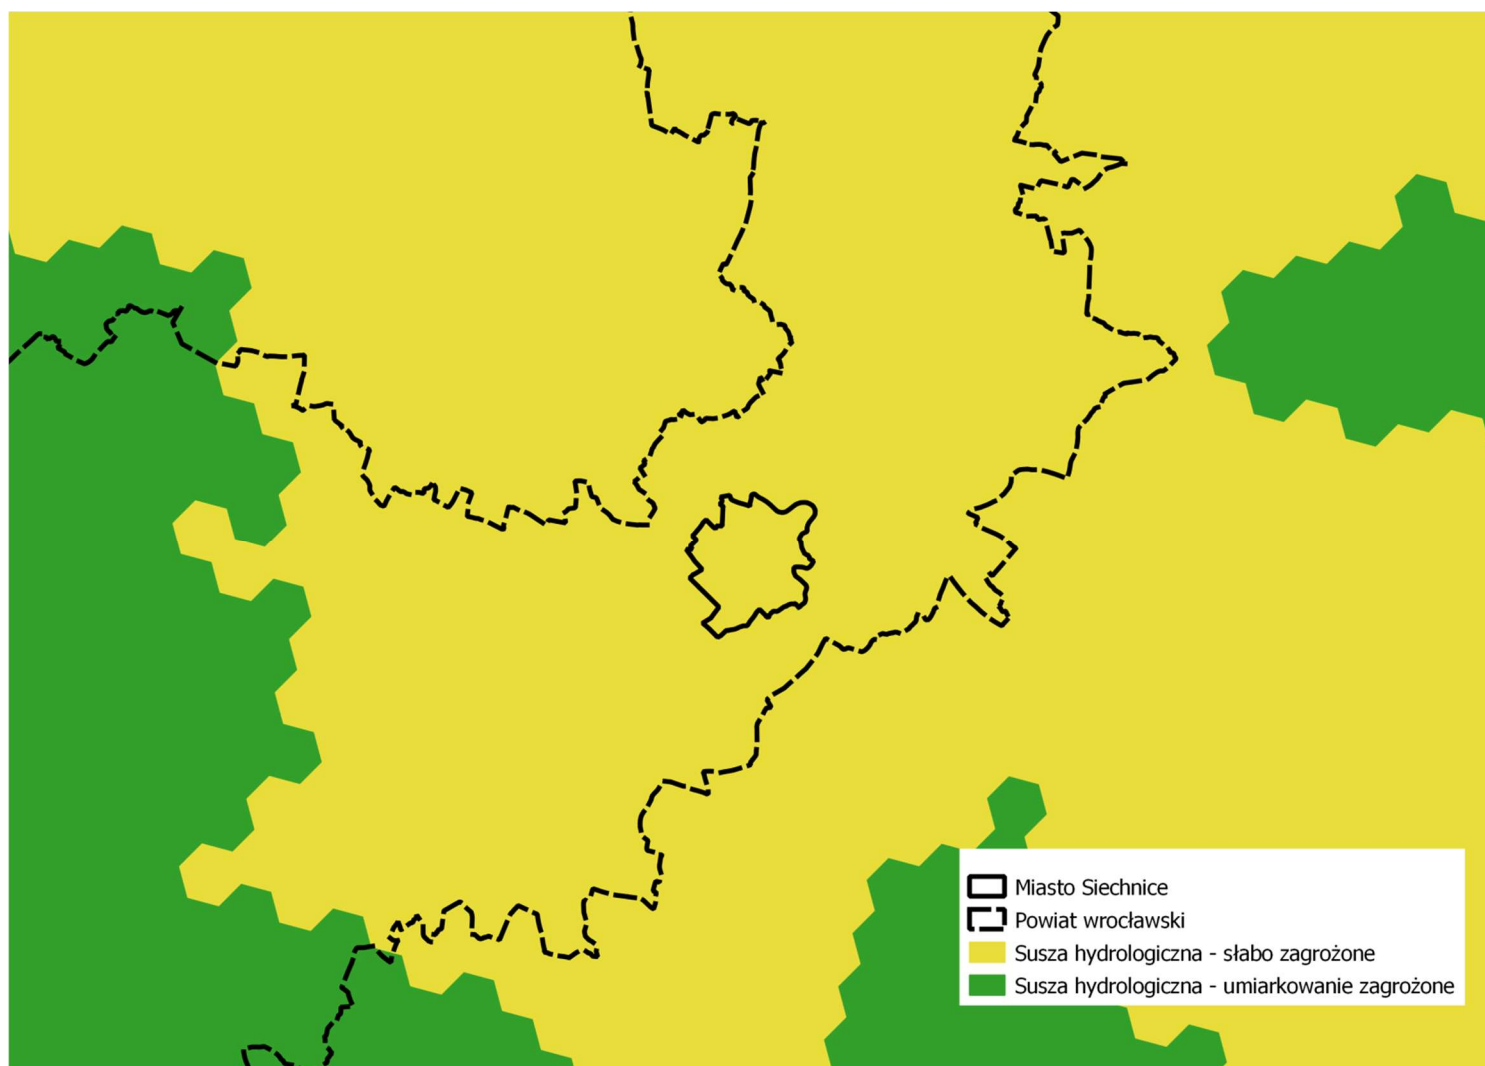 Miasto Siechnice
Powiat wrocławski
Susza hydrologiczna - słabo zagrożone
Susza hydrologiczna - umiarkowanie zagrożone